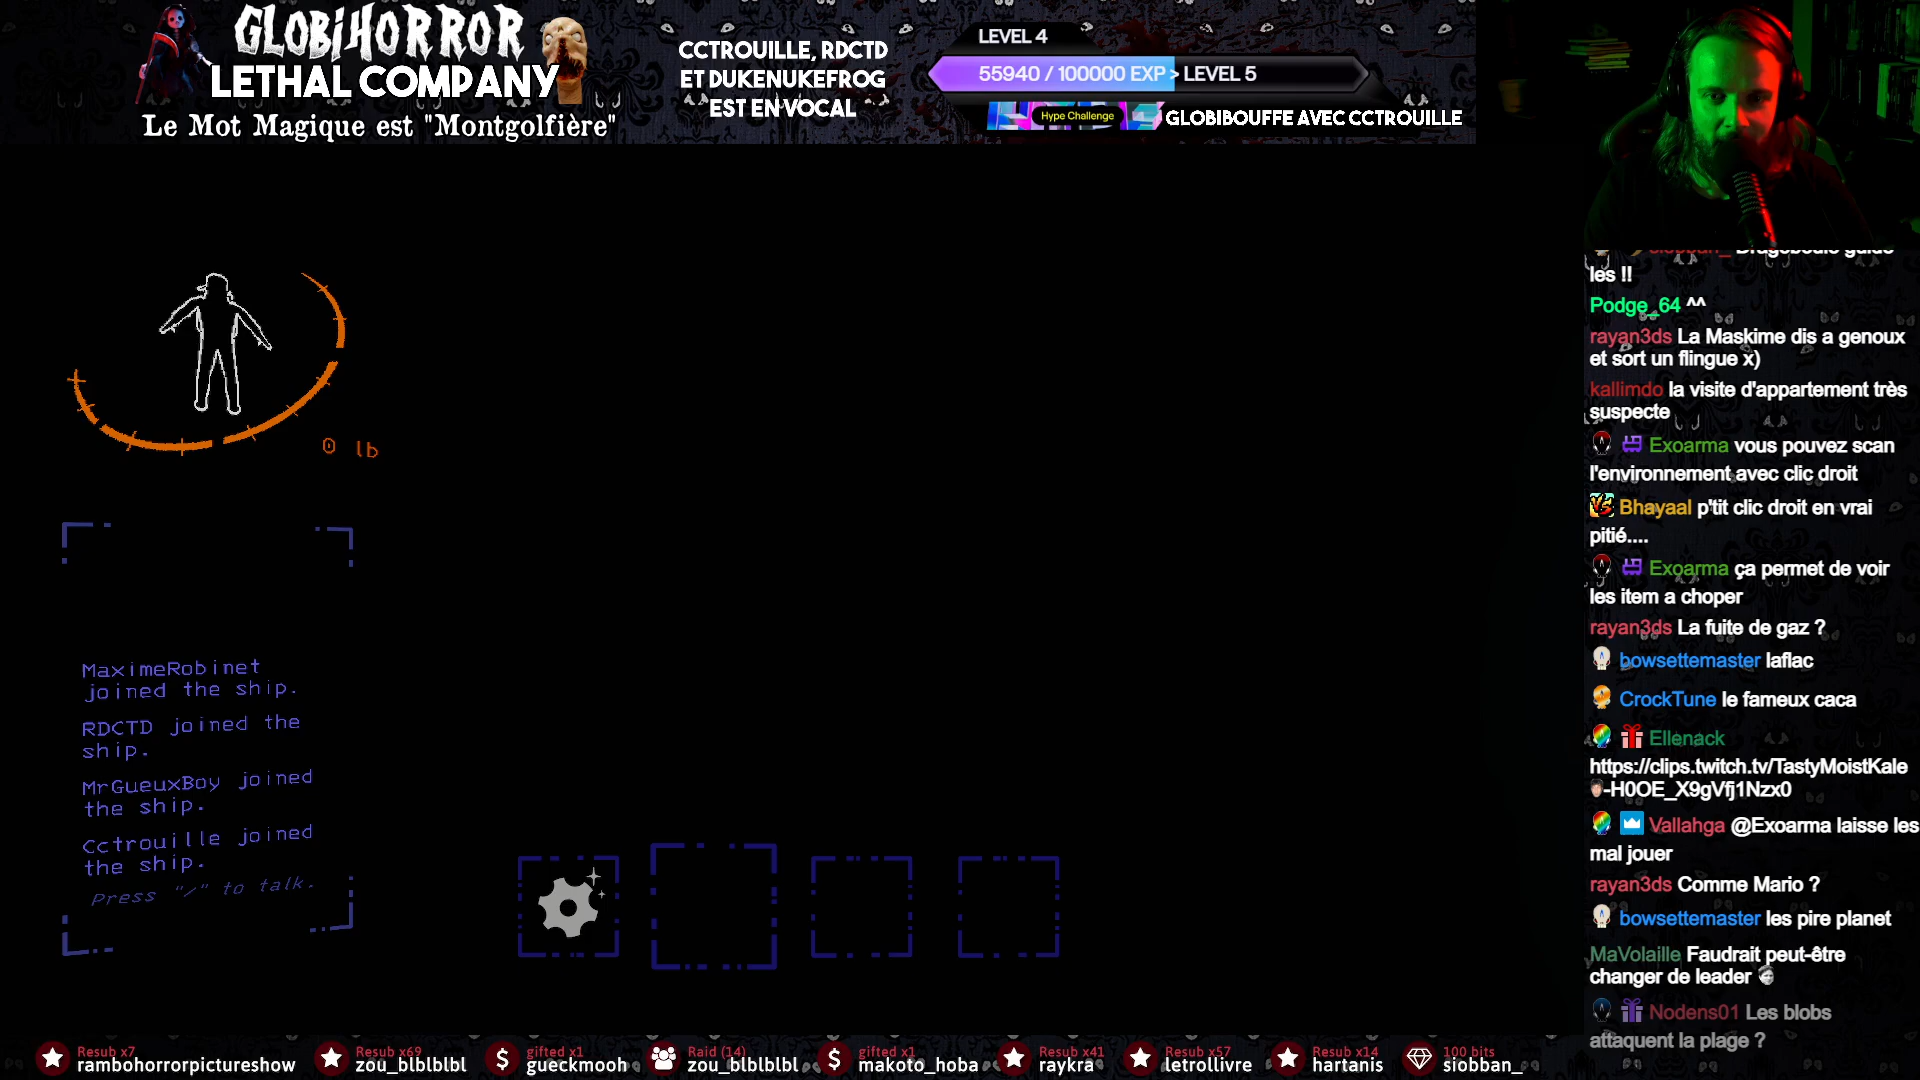 GLOBIHORROR
LETHAL COMPANY
Le Mot Magique est "Montgolfière"
CCTROUILLE, RDCTD
ET DUKENUKEFROG
EST EN VOCAL
LEVEL 4
55940 / 100000 EXP > LEVEL 5
Hype Challenge
GLOBIBOUFFE AVEC CCTROUILLE
0 lb
MaximeRobinet
joined the ship.
RDCTD joined the
ship.
MrGueuxBoy joined
the ship.
Cctrouille joined
the ship.
Press "/" to talk.
les !!
Podge_64 ^^
rayan3ds La Maskime dis a genoux
et sort un flingue x)
kallimdo la visite d'appartement très
suspecte
Exoarma vous pouvez scan
l'environnement avec clic droit
Bhayaal p'tit clic droit en vrai
pitié....
Exoarma ça permet de voir
les item a choper
rayan3ds La fuite de gaz ?
bowsettemaster laflac
CrockTune le fameux caca
Ellenack
https://clips.twitch.tv/TastyMoistKale
-H0OE_X9gVfj1Nzx0
Vallahga @Exoarma laisse les
mal jouer
rayan3ds Comme Mario ?
bowsettemaster les pire planet
MaVolaille Faudrait peut-être
changer de leader
Nodens01 Les blobs
attaquent la plage ?
Resub x7
rambohorrorpictureshow
Resub x69
zou_blblblbl
gifted x1
gueckmooh
Raid (14)
zou_blblblbl
gifted x1
makoto_hoba
Resub x41
raykra
Resub x57
letrollivre
Resub x14
hartanis
100 bits
siobban_